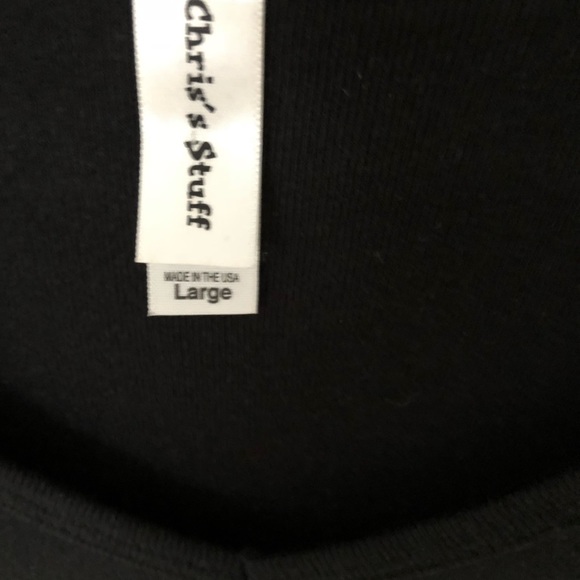 Chris's Stuff
MADE IN THE USA
Large